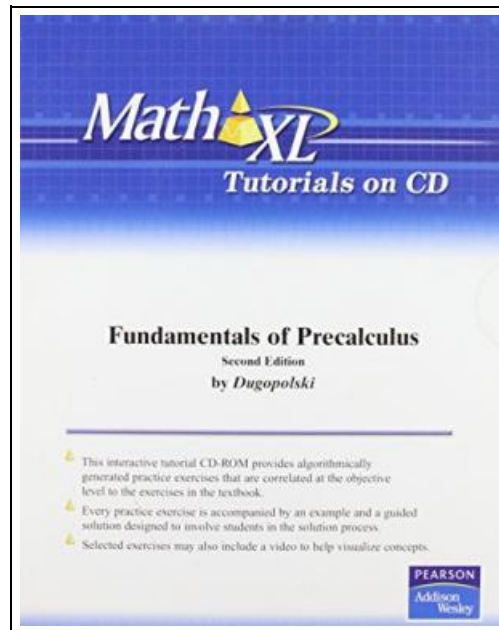 Math XL
Tutorials on CD
Fundamentals of Precalculus
Second Edition
by Dugopolski
This interactive tutorial CD-ROM provides algorithmically
generated practice exercises that are correlated at the objective
level to the exercises in the textbook.
Every practice exercise is accompanied by an example and a guided
solution designed to involve students in the solution process.
Selected exercises may also include a video to help visualize concepts.
PEARSON
Addison
Wesley